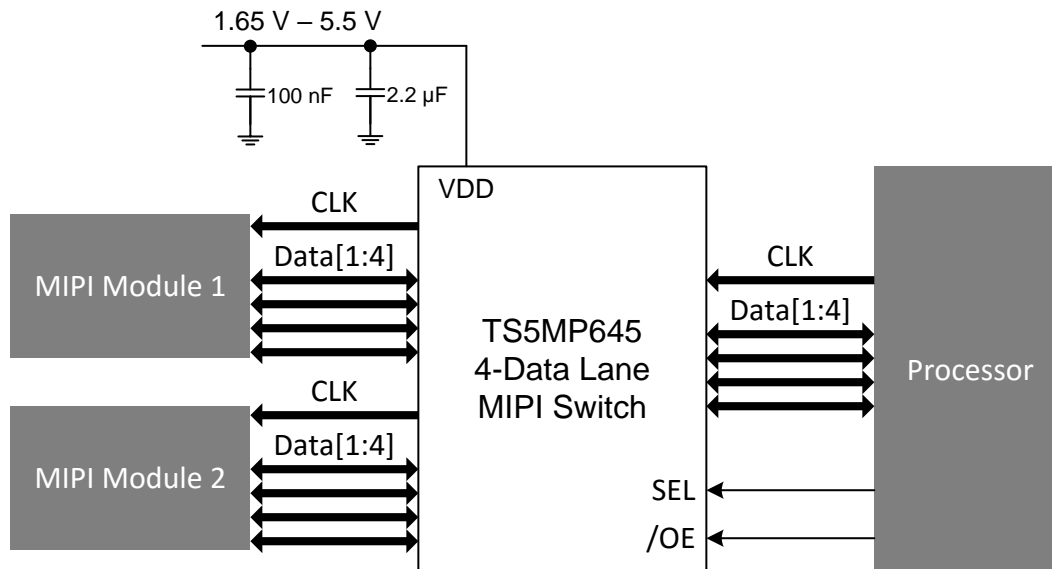 1.65 V – 5.5 V
100 nF
2.2 µF
VDD
CLK
Data[1:4]
MIPI Module 1
CLK
Data[1:4]
MIPI Module 2
TS5MP645
4-Data Lane
MIPI Switch
SEL
/OE
CLK
Data[1:4]
Processor